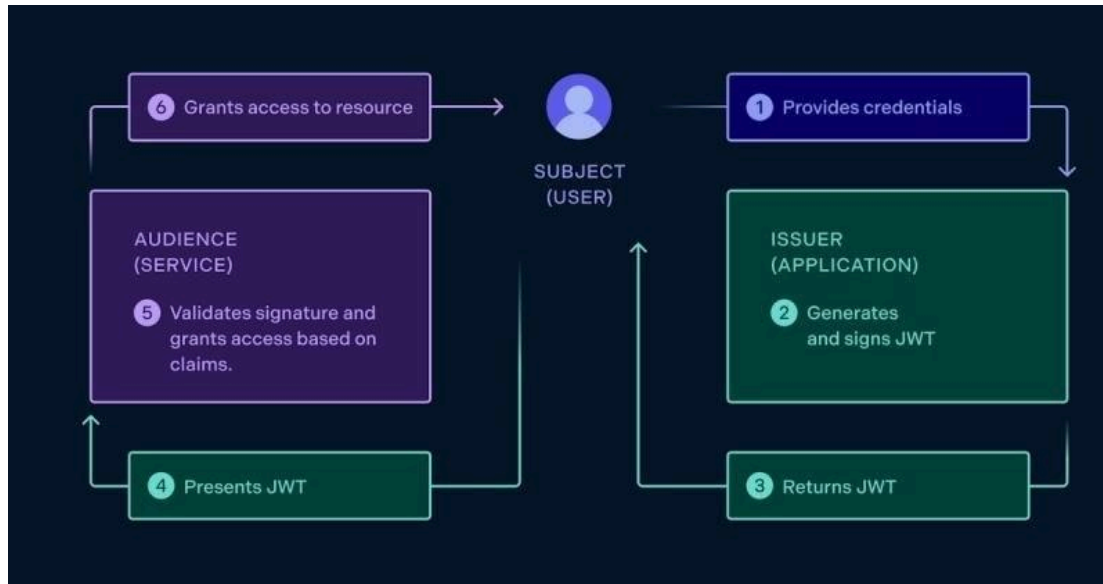 6 Grants access to resource
SUBJECT
(USER)
1 Provides credentials
AUDIENCE
(SERVICE)
5 Validates signature and
grants access based on
claims.
ISSUER
(APPLICATION)
2 Generates
and signs JWT
4 Presents JWT
3 Returns JWT